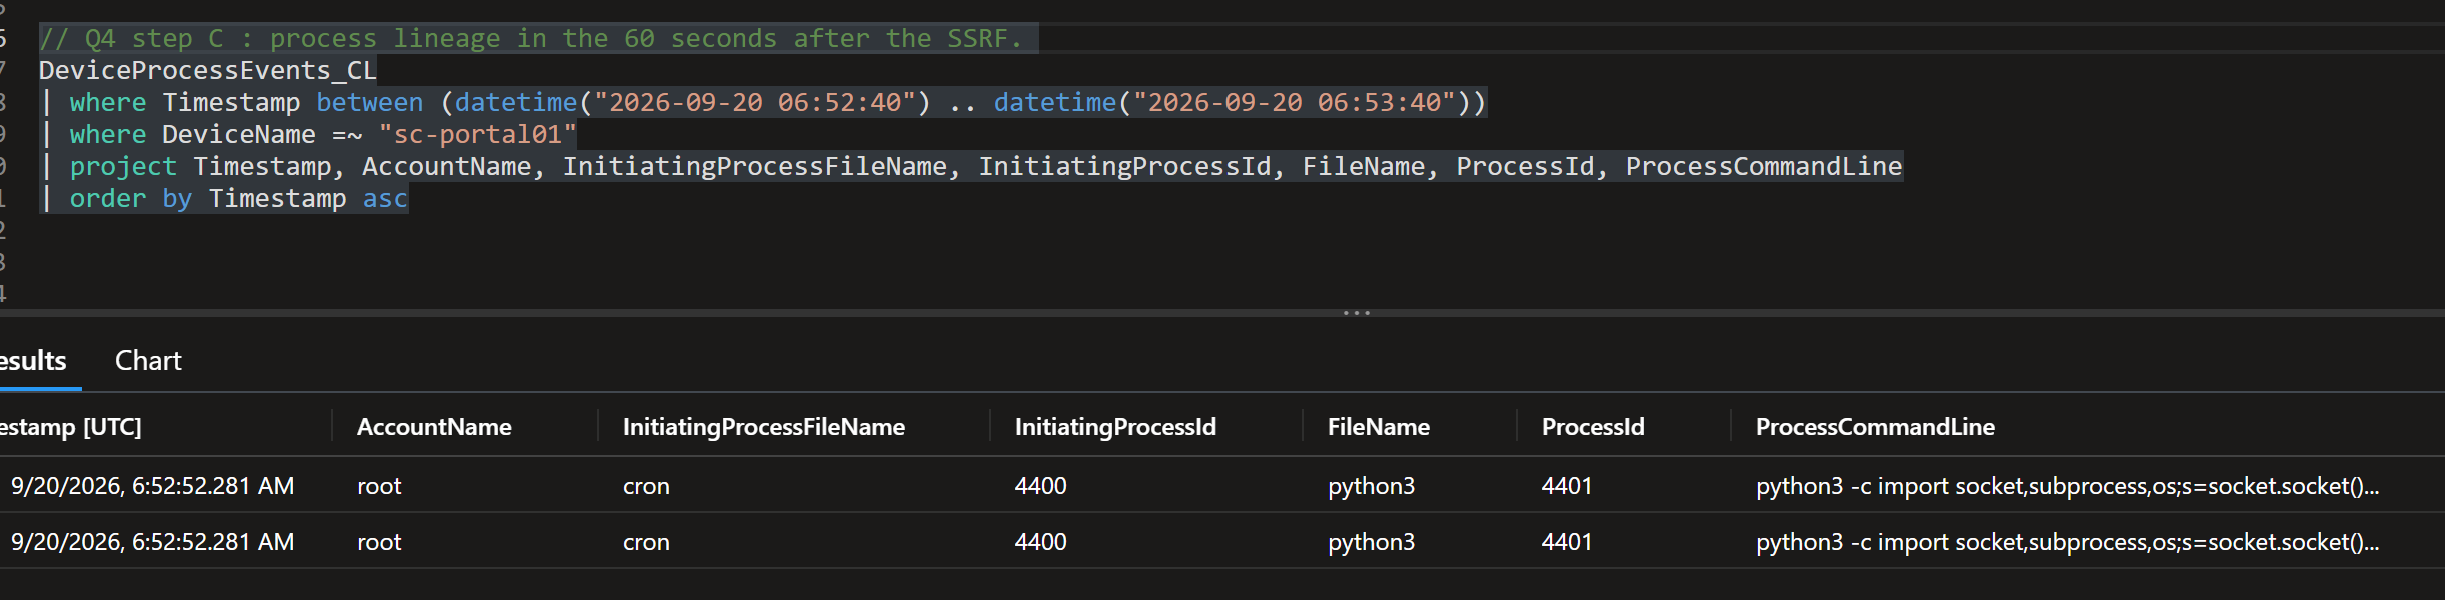 // Q4 step C : process lineage in the 60 seconds after the SSRF.
DeviceProcessEvents_CL
| where Timestamp between (datetime("2026-09-20 06:52:40") .. datetime("2026-09-20 06:53:40"))
| where DeviceName =~ "sc-portal01"
| project Timestamp, AccountName, InitiatingProcessFileName, InitiatingProcessId, FileName, ProcessId, ProcessCommandLine
| order by Timestamp asc
...
esults Chart
estamp [UTC] AccountName InitiatingProcessFileName InitiatingProcessId FileName ProcessId ProcessCommandLine
9/20/2026, 6:52:52.281 AM root cron 4400 python3 4401 python3 -c import socket,subprocess,os;s=socket.socket()...
9/20/2026, 6:52:52.281 AM root cron 4400 python3 4401 python3 -c import socket,subprocess,os;s=socket.socket()...